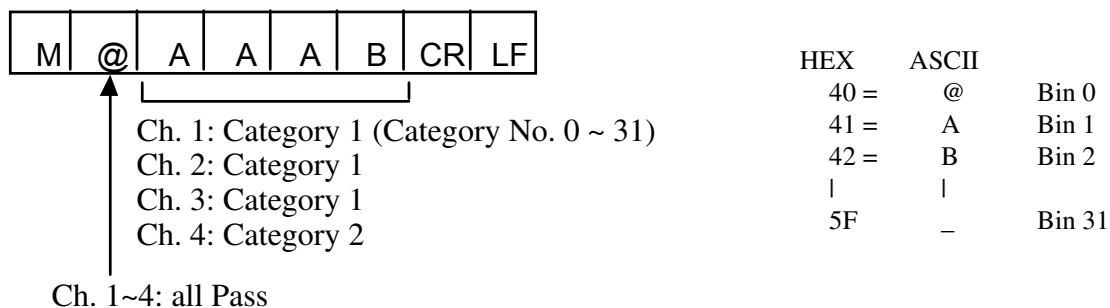 M @ A A A B CR LF
Ch. 1: Category 1 (Category No. 0 ~ 31)
Ch. 2: Category 1
Ch. 3: Category 1
Ch. 4: Category 2
Ch. 1~4: all Pass
HEX ASCII
40 = @ Bin 0
41 = A Bin 1
42 = B Bin 2
| |
5F _ Bin 31